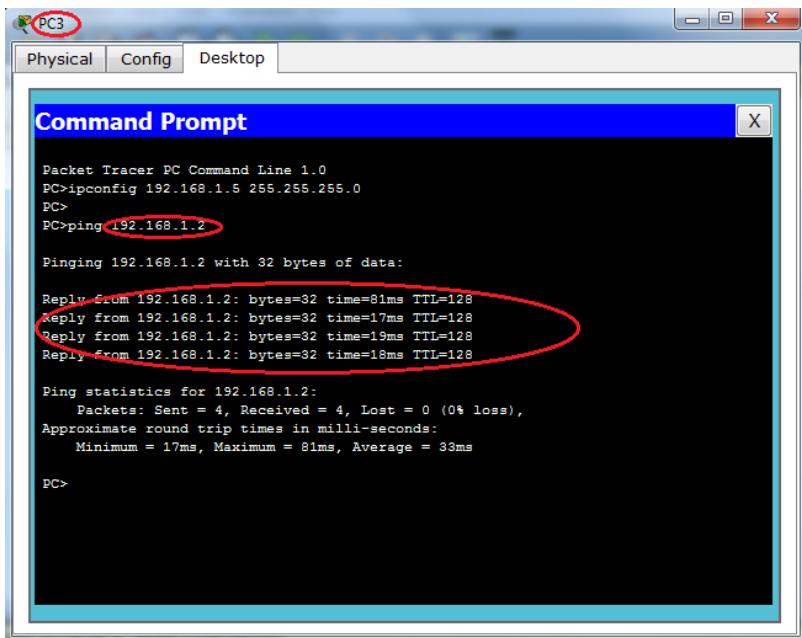 PC3
Physical Config Desktop
Command Prompt
X
Packet Tracer PC Command Line 1.0
PC>ipconfig 192.168.1.5 255.255.255.0
PC>
PC>ping 192.168.1.2
Pinging 192.168.1.2 with 32 bytes of data:
Reply from 192.168.1.2: bytes=32 time=81ms TTL=128
Reply from 192.168.1.2: bytes=32 time=17ms TTL=128
Reply from 192.168.1.2: bytes=32 time=19ms TTL=128
Reply from 192.168.1.2: bytes=32 time=18ms TTL=128
Ping statistics for 192.168.1.2:
Packets: Sent = 4, Received = 4, Lost = 0 (0% loss),
Approximate round trip times in milli-seconds:
Minimum = 17ms, Maximum = 81ms, Average = 33ms
PC>